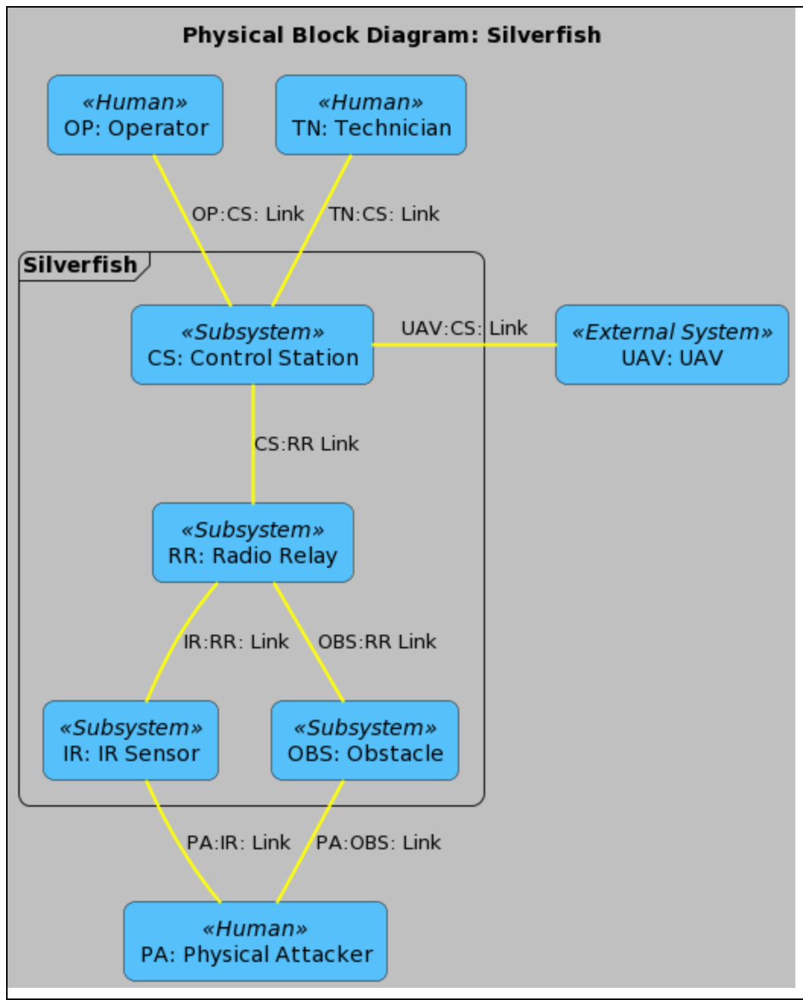 Physical Block Diagram: Silverfish
«Human»
OP: Operator
«Human»
TN: Technician
OP:CS: Link
TN:CS: Link
Silverfish
«Subsystem»
CS: Control Station
UAV:CS: Link
«External System»
UAV: UAV
CS:RR Link
«Subsystem»
RR: Radio Relay
IR:RR: Link
OBS:RR Link
«Subsystem»
IR: IR Sensor
«Subsystem»
OBS: Obstacle
PA:IR: Link
PA:OBS: Link
«Human»
PA: Physical Attacker